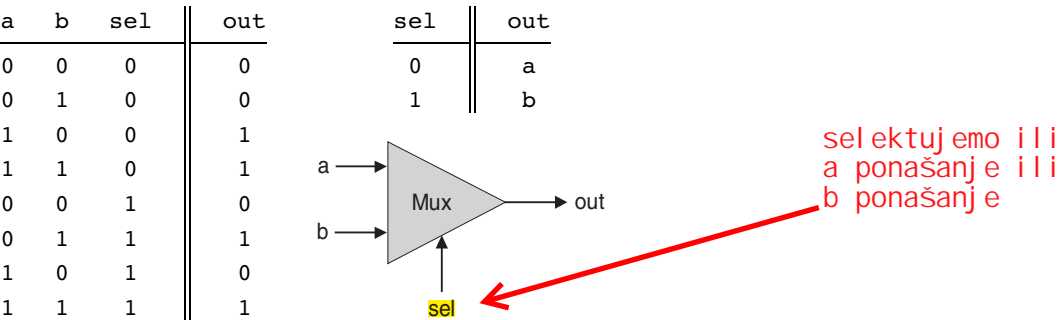 a b sel out
0 0 0 0
0 1 0 0
1 0 0 1
1 1 0 1
0 0 1 0
0 1 1 1
1 0 1 0
1 1 1 1
sel out
0 a
1 b
a
b
Mux
out
sel
selektujemo ili
a ponašanje ili
b ponašanje